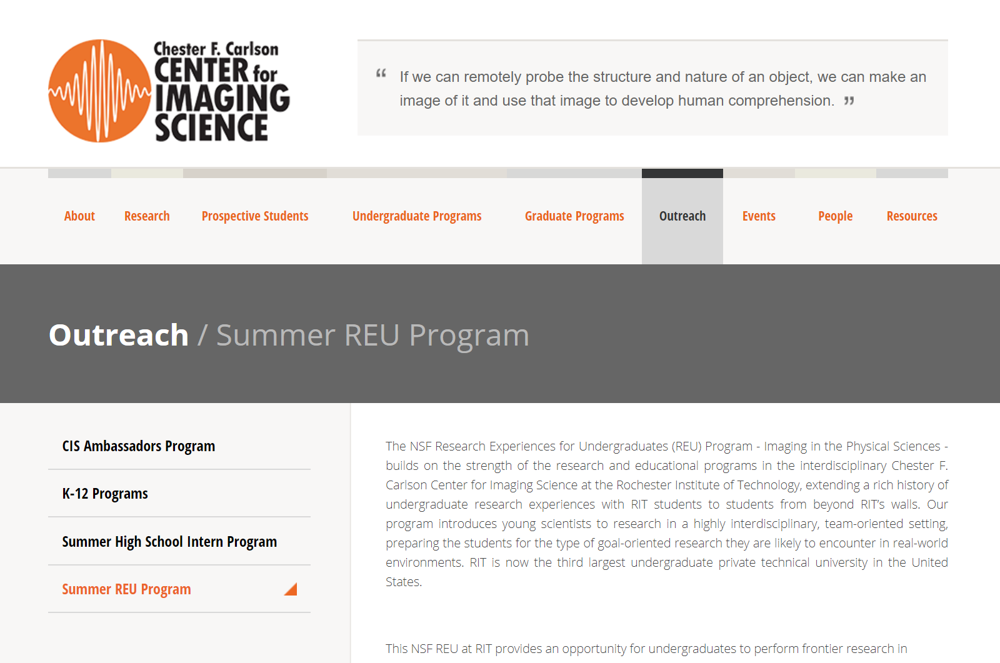 Chester F. Carlson
CENTER for
IMAGING
SCIENCE
“ If we can remotely probe the structure and nature of an object, we can make an
image of it and use that image to develop human comprehension. ”
About Research Prospective Students Undergraduate Programs Graduate Programs Outreach Events People Resources
Outreach / Summer REU Program
CIS Ambassadors Program
K-12 Programs
Summer High School Intern Program
Summer REU Program
The NSF Research Experiences for Undergraduates (REU) Program - Imaging in the Physical Sciences -
builds on the strength of the research and educational programs in the interdisciplinary Chester F.
Carlson Center for Imaging Science at the Rochester Institute of Technology, extending a rich history of
undergraduate research experiences with RIT students to students from beyond RIT’s walls. Our
program introduces young scientists to research in a highly interdisciplinary, team-oriented setting,
preparing the students for the type of goal-oriented research they are likely to encounter in real-world
environments. RIT is now the third largest undergraduate private technical university in the United
States.
This NSF REU at RIT provides an opportunity for undergraduates to perform frontier research in